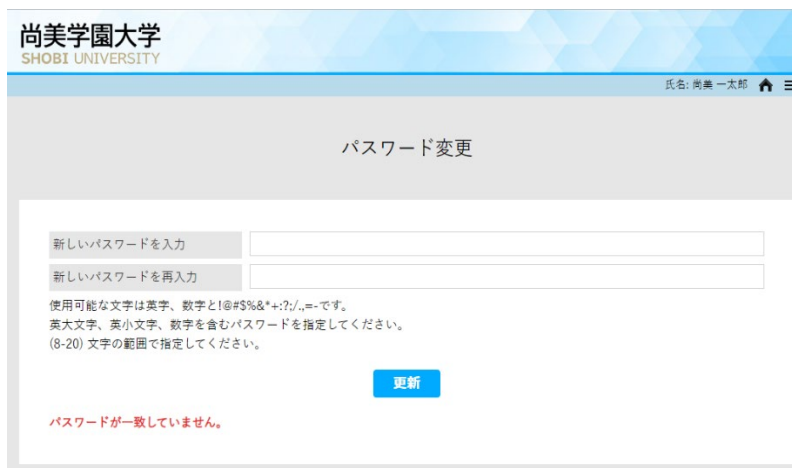 尚美学園大学
SHOBI UNIVERSITY
氏名: 尚美 一太郎
パスワード変更
新しいパスワードを入力
新しいパスワードを再入力
使用可能な文字は英字、数字と!@#$%&*+:?;/.,=-です。
英大文字、英小文字、数字を含むパスワードを指定してください。
(8-20) 文字の範囲で指定してください。
更新
パスワードが一致していません。